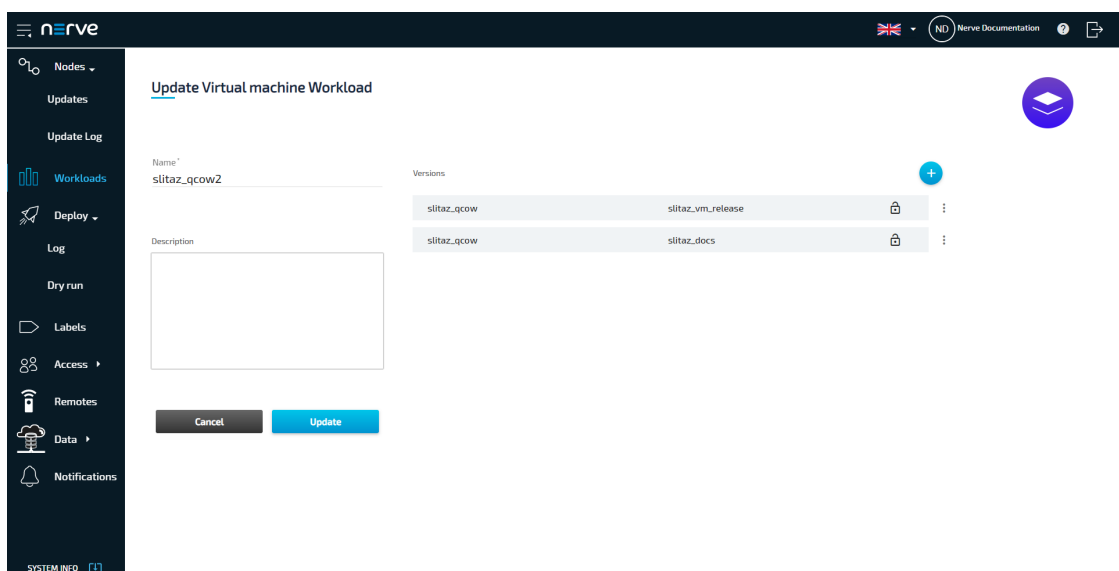 nerve
ND Nerve Documentation ?
Nodes
Updates
Update Log
Workloads
Deploy
Log
Dry run
Labels
Access
Remotes
Data
Notifications
SYSTEM INFO
Update Virtual machine Workload
Name*
slitaz_qcow2
Description
Cancel Update
Versions +
slitaz_qcow slitaz_vm_release
slitaz_qcow slitaz_docs